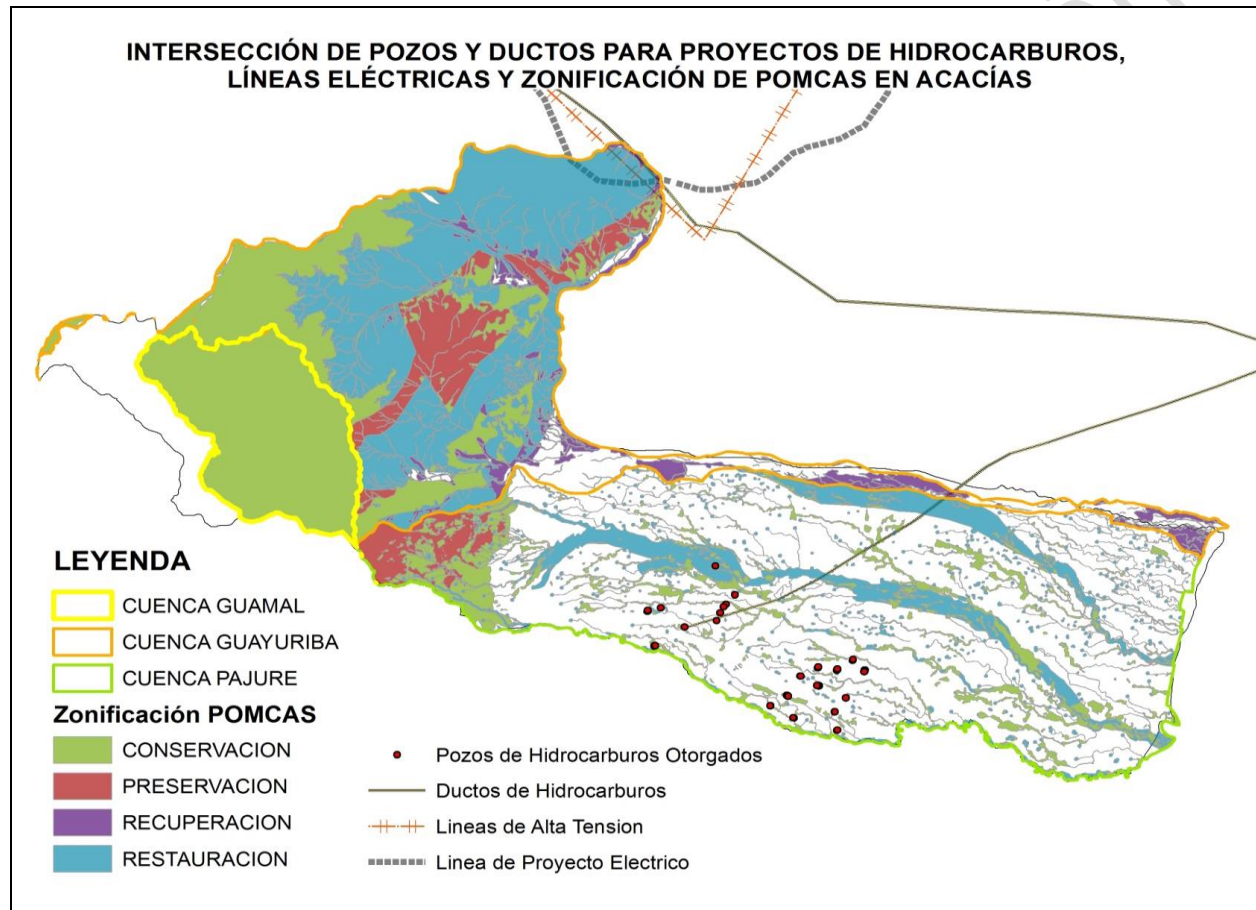 INTERSECCIÓN DE POZOS Y DUCTOS PARA PROYECTOS DE HIDROCARBUROS,
LÍNEAS ELÉCTRICAS Y ZONIFICACIÓN DE POMCAS EN ACACÍAS
LEYENDA
CUENCA GUAMAL
CUENCA GUAYURIBA
CUENCA PAJURE
Zonificación POMCAS
CONSERVACION
PRESERVACION
RECUPERACION
RESTAURACION
Pozos de Hidrocarburos Otorgados
Ductos de Hidrocarburos
Lineas de Alta Tension
Linea de Proyecto Electrico